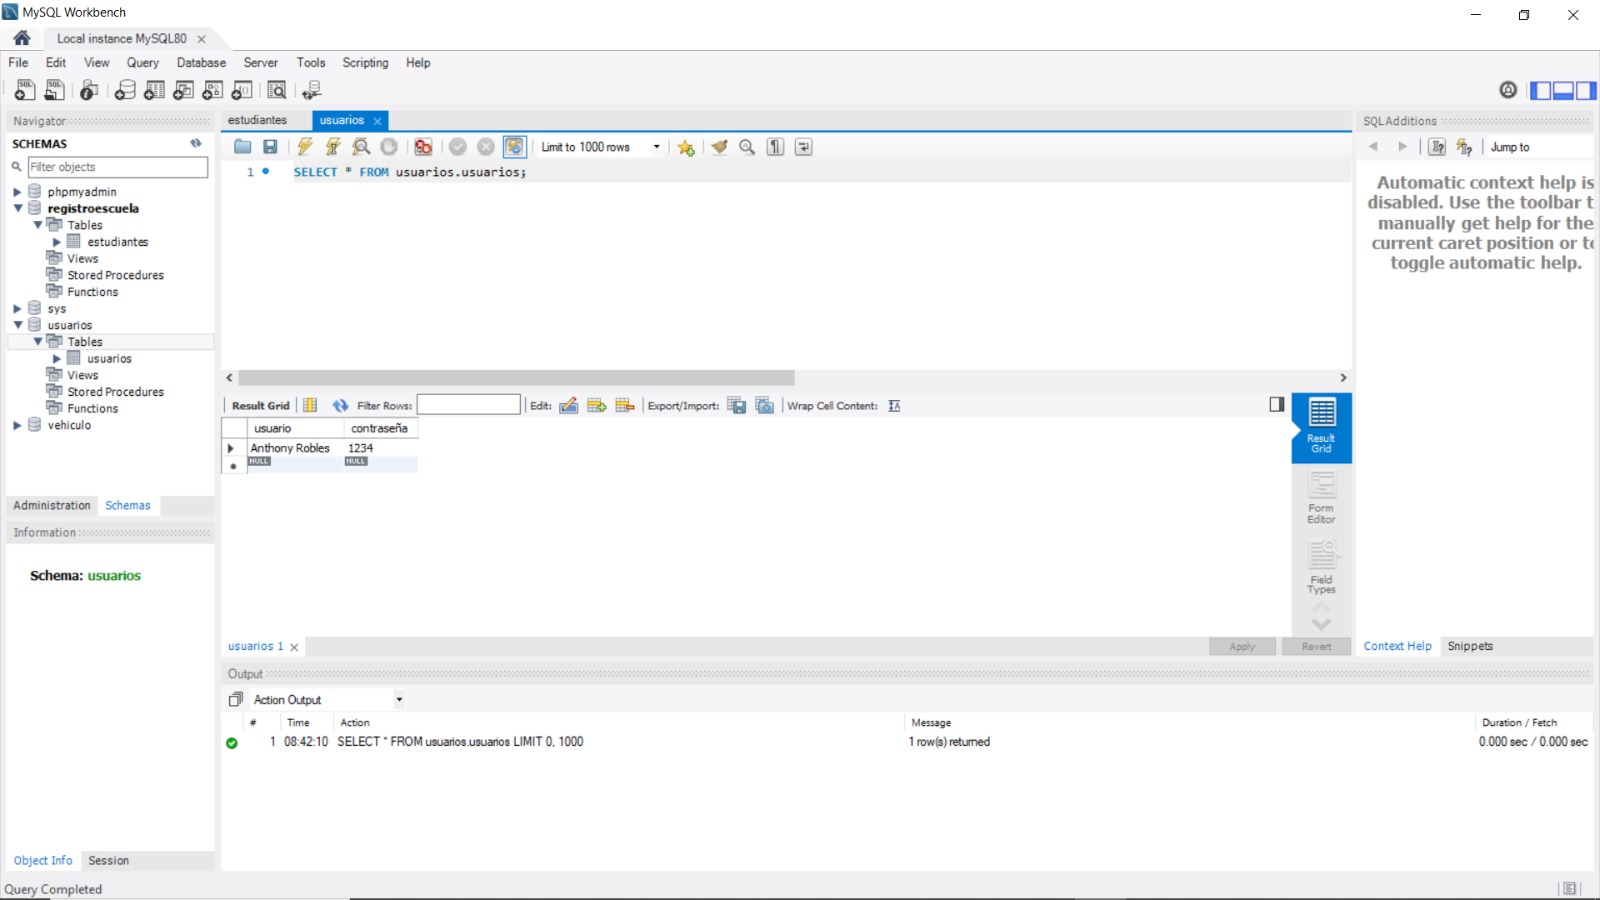 MySQL Workbench
Local instance MySQL80
File Edit View Query Database Server Tools Scripting Help
Navigator
SCHEMAS
Filter objects
phpmyadmin
registroescuela
Tables
estudiantes
Views
Stored Procedures
Functions
sys
usuarios
Tables
usuarios
Views
Stored Procedures
Functions
vehiculo
Administration Schemas
Information
Schema: usuarios
Object Info Session
estudiantes usuarios
Limit to 1000 rows
1 SELECT * FROM usuarios.usuarios;
Result Grid Filter Rows: Edit: Export/Import: Wrap Cell Content:
usuario contraseña
Anthony Robles 1234
NULL NULL
Result
Grid
Form
Editor
Field
Types
usuarios 1
Apply Revert
SQLAdditions
Jump to
Automatic context help is
disabled. Use the toolbar t
manually get help for the
current caret position or to
toggle automatic help.
Context Help Snippets
Output
Action Output
# Time Action Message Duration / Fetch
1 08:42:10 SELECT * FROM usuarios.usuarios LIMIT 0, 1000 1 row(s) returned 0.000 sec / 0.000 sec
Query Completed